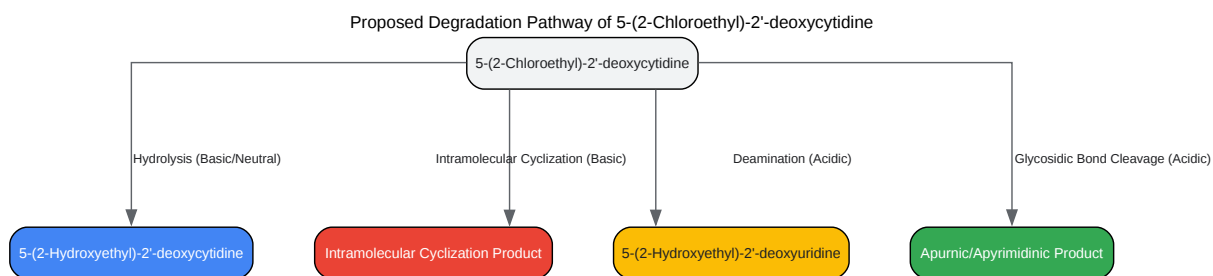 Proposed Degradation Pathway of 5-(2-Chloroethyl)-2'-deoxycytidine
5-(2-Chloroethyl)-2'-deoxycytidine
Hydrolysis (Basic/Neutral)
Intramolecular Cyclization (Basic)
Deamination (Acidic)
Glycosidic Bond Cleavage (Acidic)
5-(2-Hydroxyethyl)-2'-deoxycytidine
Intramolecular Cyclization Product
5-(2-Hydroxyethyl)-2'-deoxyuridine
Apurnic/Apyrimidinic Product